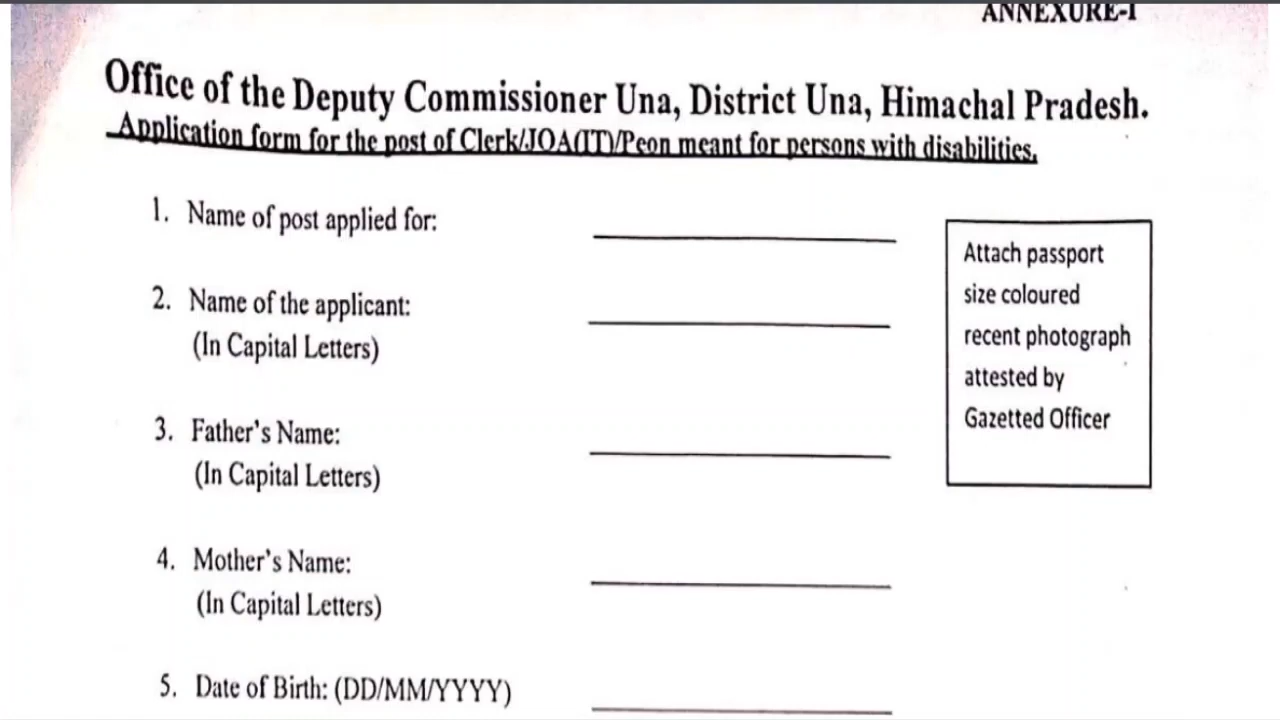 ANNEXURE-I
Office of the Deputy Commissioner Una, District Una, Himachal Pradesh.
Application form for the post of Clerk/JOA(IT)/Peon meant for persons with disabilities.
1. Name of post applied for:
2. Name of the applicant:
(In Capital Letters)
3. Father's Name:
(In Capital Letters)
4. Mother's Name:
(In Capital Letters)
5. Date of Birth: (DD/MM/YYYY)
Attach passport
size coloured
recent photograph
attested by
Gazetted Officer